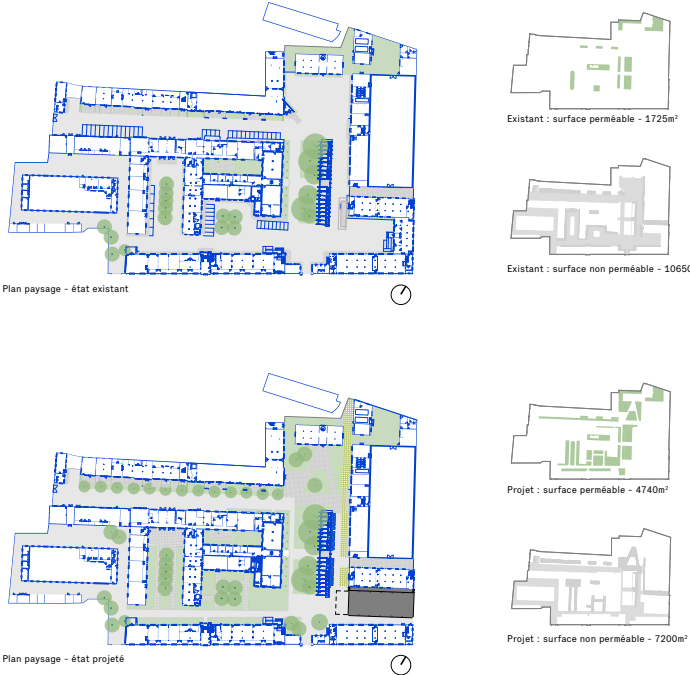 Existant : surface perméable - 1725m²
Existant : surface non perméable - 10650
Plan paysage - état existant
Projet : surface perméable - 4740m²
Projet : surface non perméable - 7200m²
Plan paysage - état projeté